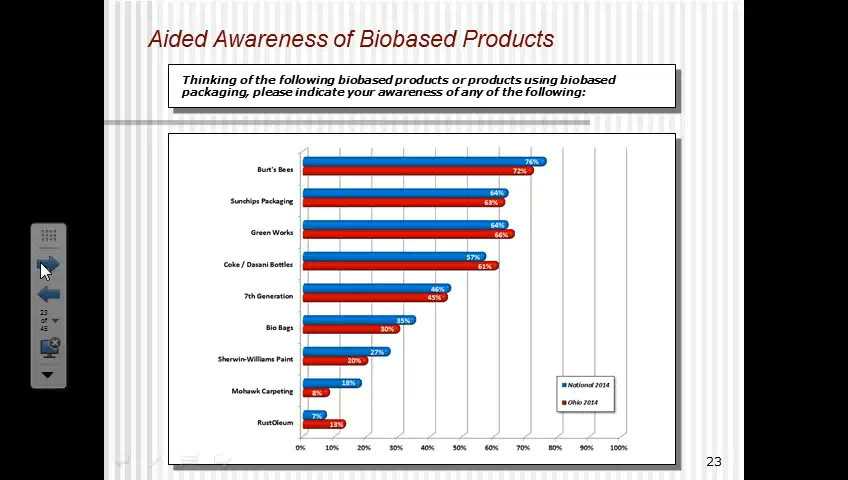 Aided Awareness of Biobased Products
Thinking of the following biobased products or products using biobased
packaging, please indicate your awareness of any of the following:
Burt's Bees
76%
72%
Sunchips Packaging
64%
63%
Green Works
64%
66%
Coke / Dasani Bottles
57%
61%
7th Generation
46%
45%
Bio Bags
35%
30%
Sherwin-Williams Paint
27%
20%
Mohawk Carpeting
18%
8%
RustOleum
7%
13%
National 2014
Ohio 2014
0% 10% 20% 30% 40% 50% 60% 70% 80% 90% 100%
23
of
45
23